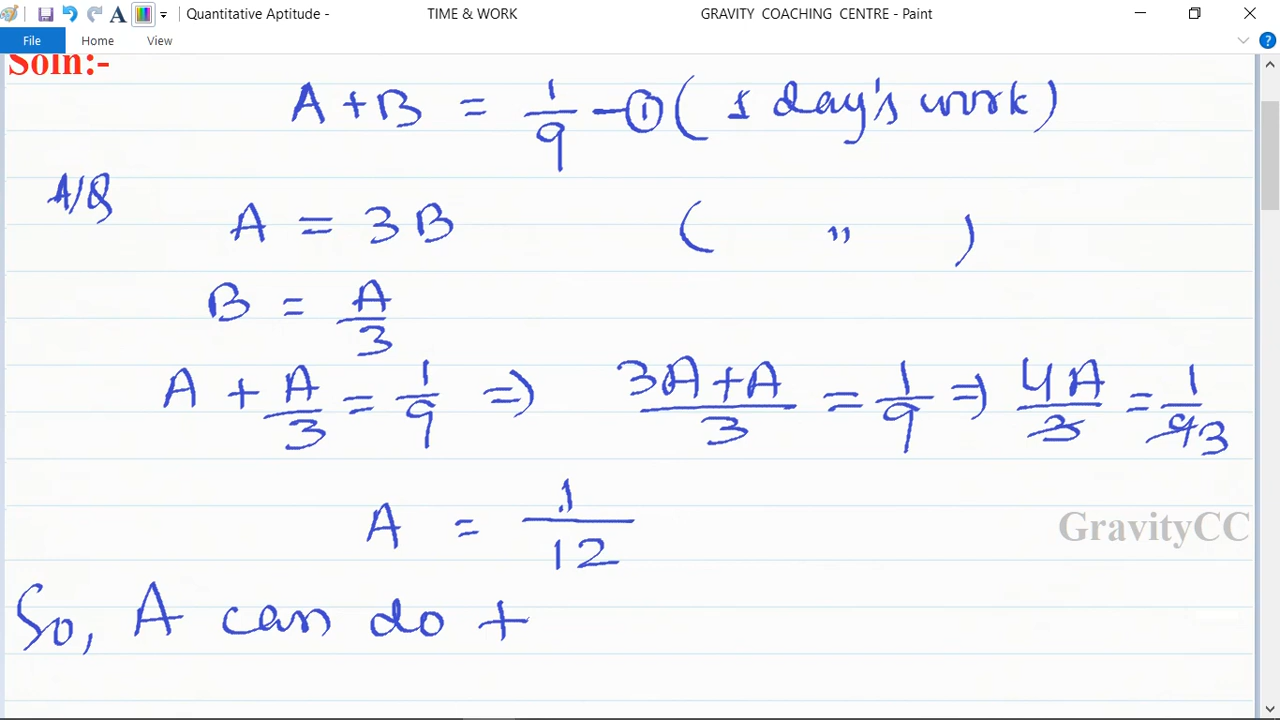 Quantitative Aptitude - TIME & WORK GRAVITY COACHING CENTRE - Paint
File Home View
Soln:-
A + B = 1/9 - ① ( 1 day's work )
A/Q
A = 3B ( " )
B = A/3
A + A/3 = 1/9 => 3A + A/3 = 1/9 => 4A/3 = 1/9 3
A = 1/12
GravityCC
So, A can do t